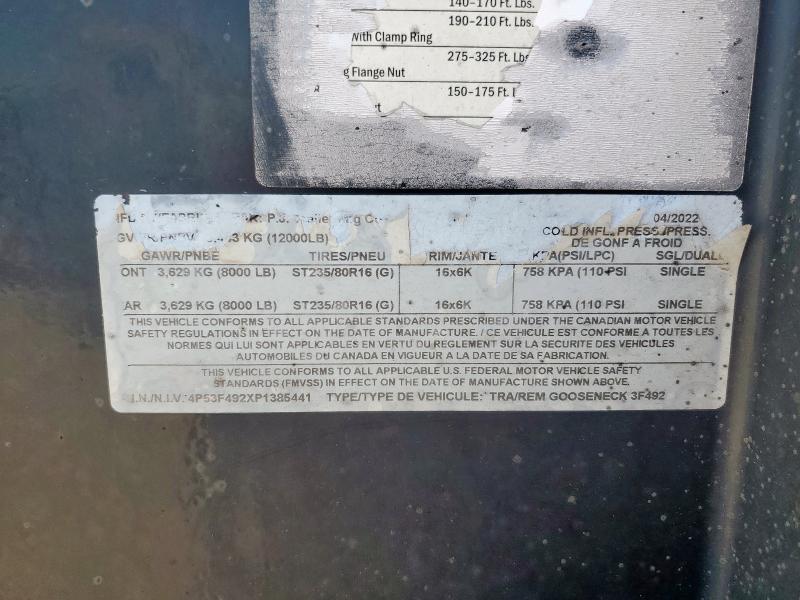 140–170 Ft. Lbs.
190–210 Ft. Lbs.
With Clamp Ring
275–325 Ft. Lbs
g Flange Nut
150–175 Ft. L
04/2022
KG (12000LB)
COLD INFL. PRESS./PRESS.
DE GONF A FROID
GAWR/PNBE TIRES/PNEU RIM/JANTE KPA(PSI/LPC) SGL/DUAL
ONT 3,629 KG (8000 LB) ST235/80R16 (G) 16x6K 758 KPA (110 PSI SINGLE
AR 3,629 KG (8000 LB) ST235/80R16 (G) 16x6K 758 KPA (110 PSI SINGLE
THIS VEHICLE CONFORMS TO ALL APPLICABLE STANDARDS PRESCRIBED UNDER THE CANADIAN MOTOR VEHICLE
SAFETY REGULATIONS IN EFFECT ON THE DATE OF MANUFACTURE. / CE VEHICULE EST CONFORME A TOUTES LES
NORMES QUI LUI SONT APPLICABLES EN VERTU DU REGLEMENT SUR LA SECURITE DES VEHICULES
AUTOMOBILES DU CANADA EN VIGUEUR A LA DATE DE SA FABRICATION.
THIS VEHICLE CONFORMS TO ALL APPLICABLE U.S. FEDERAL MOTOR VEHICLE SAFETY
STANDARDS (FMVSS) IN EFFECT ON THE DATE OF MANUFACTURE SHOWN ABOVE.
.I.N./N.I.V.: 4P53F492XP1385441 TYPE/TYPE DE VEHICULE: TRA/REM GOOSENECK 3F492